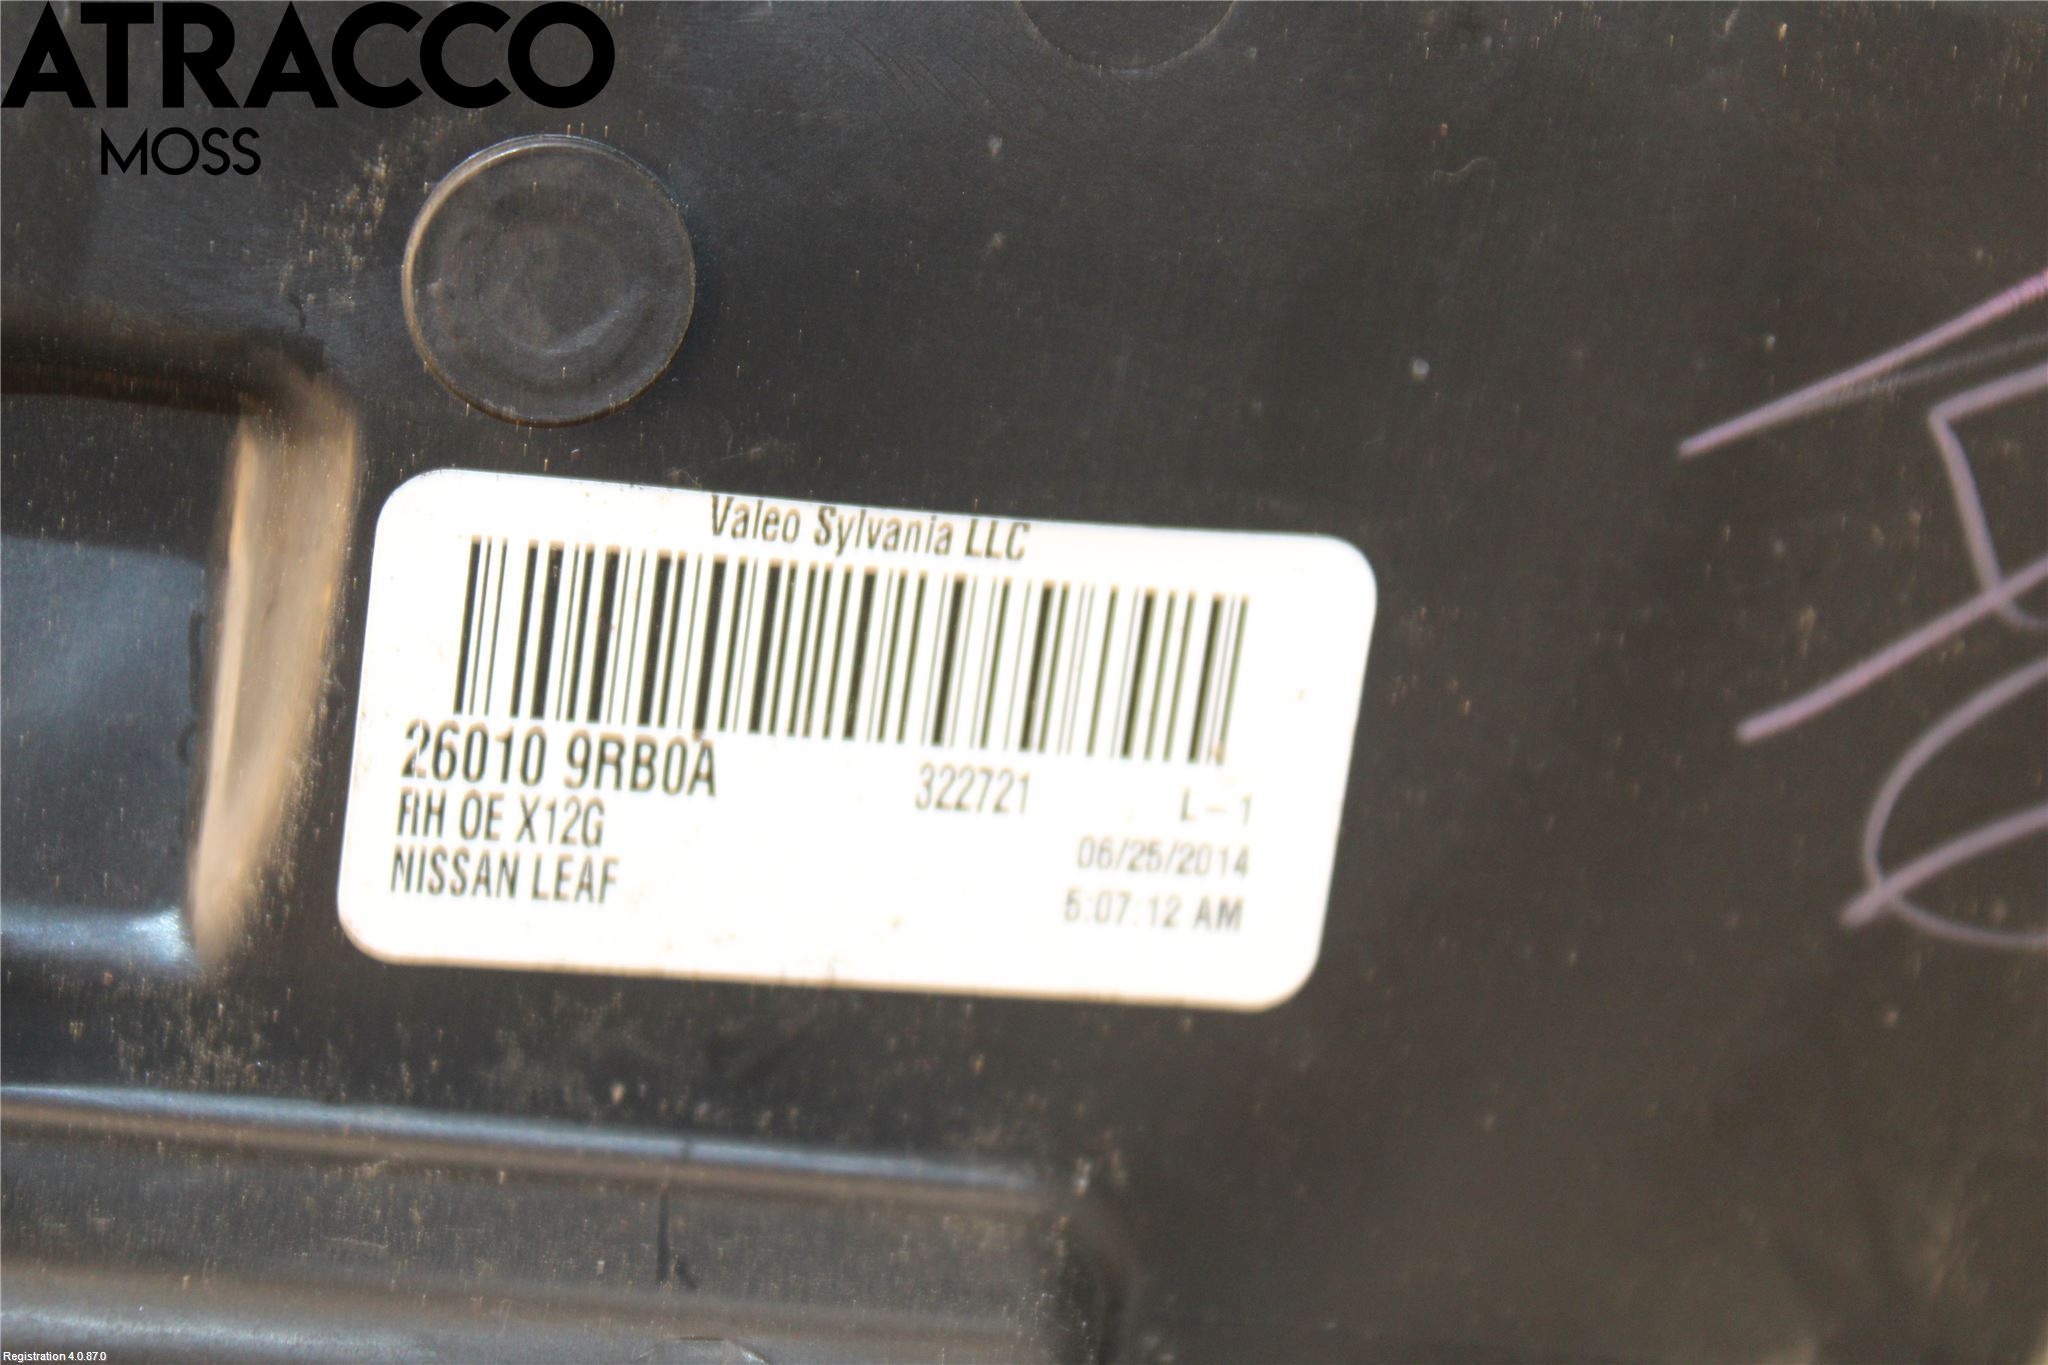 ATRACCO
MOSS
Valeo Sylvania LLC
26010 9RB0A 322721 L-1
RH OE X12G 06/25/2014
NISSAN LEAF 5:07:12 AM
Registration 4.0.87.0